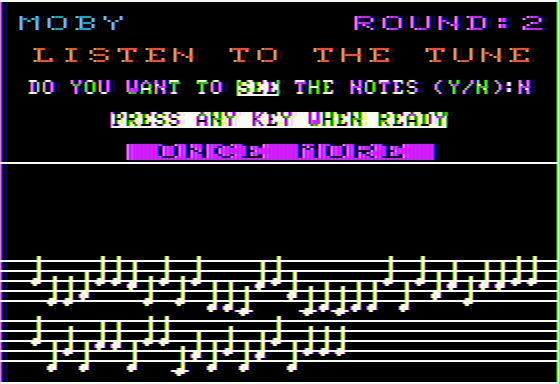 MOBY ROUND:2
LISTEN TO THE TUNE
DO YOU WANT TO SEE THE NOTES (Y/N):N
PRESS ANY KEY WHEN READY
ONCE MORE